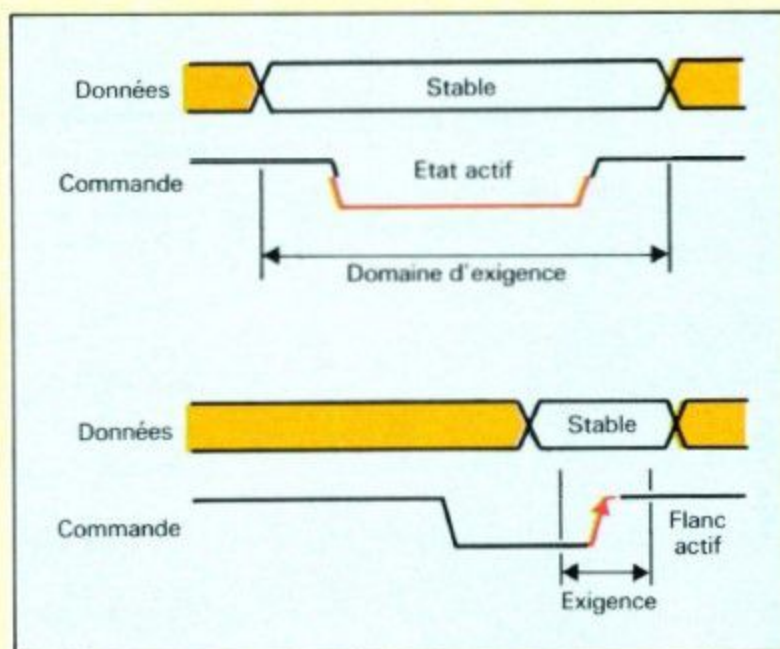 Données
Stable
Commande
Etat actif
Domaine d'exigence
Données
Stable
Commande
Flanc
actif
Exigence